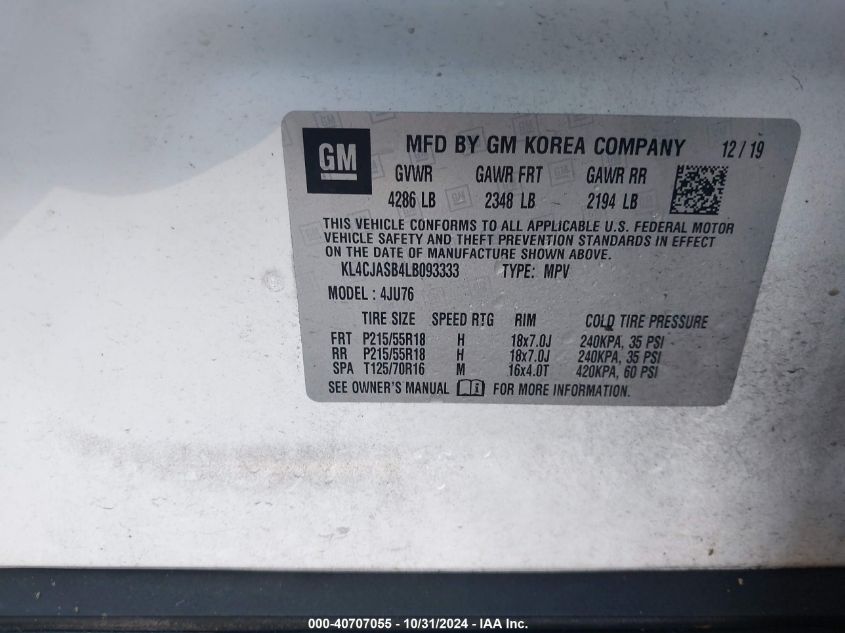 GM
MFD BY GM KOREA COMPANY 12/19
GVWR GAWR FRT GAWR RR
4286 LB 2348 LB 2194 LB
THIS VEHICLE CONFORMS TO ALL APPLICABLE U.S. FEDERAL MOTOR
VEHICLE SAFETY AND THEFT PREVENTION STANDARDS IN EFFECT
ON THE DATE OF MANUFACTURE SHOWN ABOVE.
KL4CJASB4LB093333 TYPE: MPV
MODEL : 4JU76
TIRE SIZE SPEED RTG RIM COLD TIRE PRESSURE
FRT P215/55R18 H 18x7.0J 240KPA, 35 PSI
RR P215/55R18 H 18x7.0J 240KPA, 35 PSI
SPA T125/70R16 M 16x4.0T 420KPA, 60 PSI
SEE OWNER'S MANUAL FOR MORE INFORMATION.
000-40707055 - 10/31/2024 - IAA Inc.